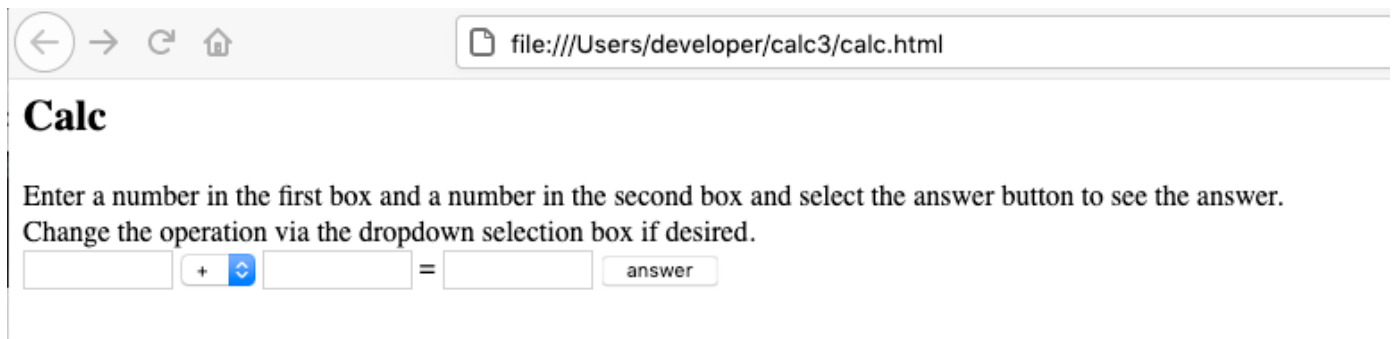 file:///Users/developer/calc3/calc.html
Calc
Enter a number in the first box and a number in the second box and select the answer button to see the answer.
Change the operation via the dropdown selection box if desired.
+ = answer